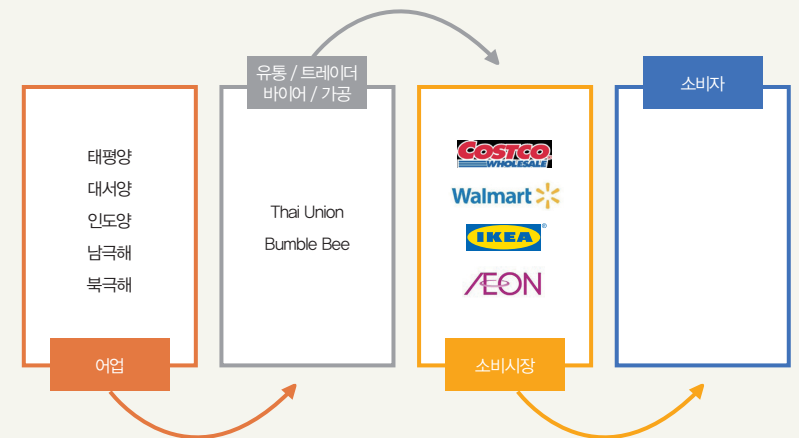 태평양
대서양
인도양
남극해
북극해
어업
유통 / 트레이더
바이어 / 가공
Thai Union
Bumble Bee
COSTCO
WHOLESALE
Walmart
IKEA
®
ÆON
소비시장
소비자